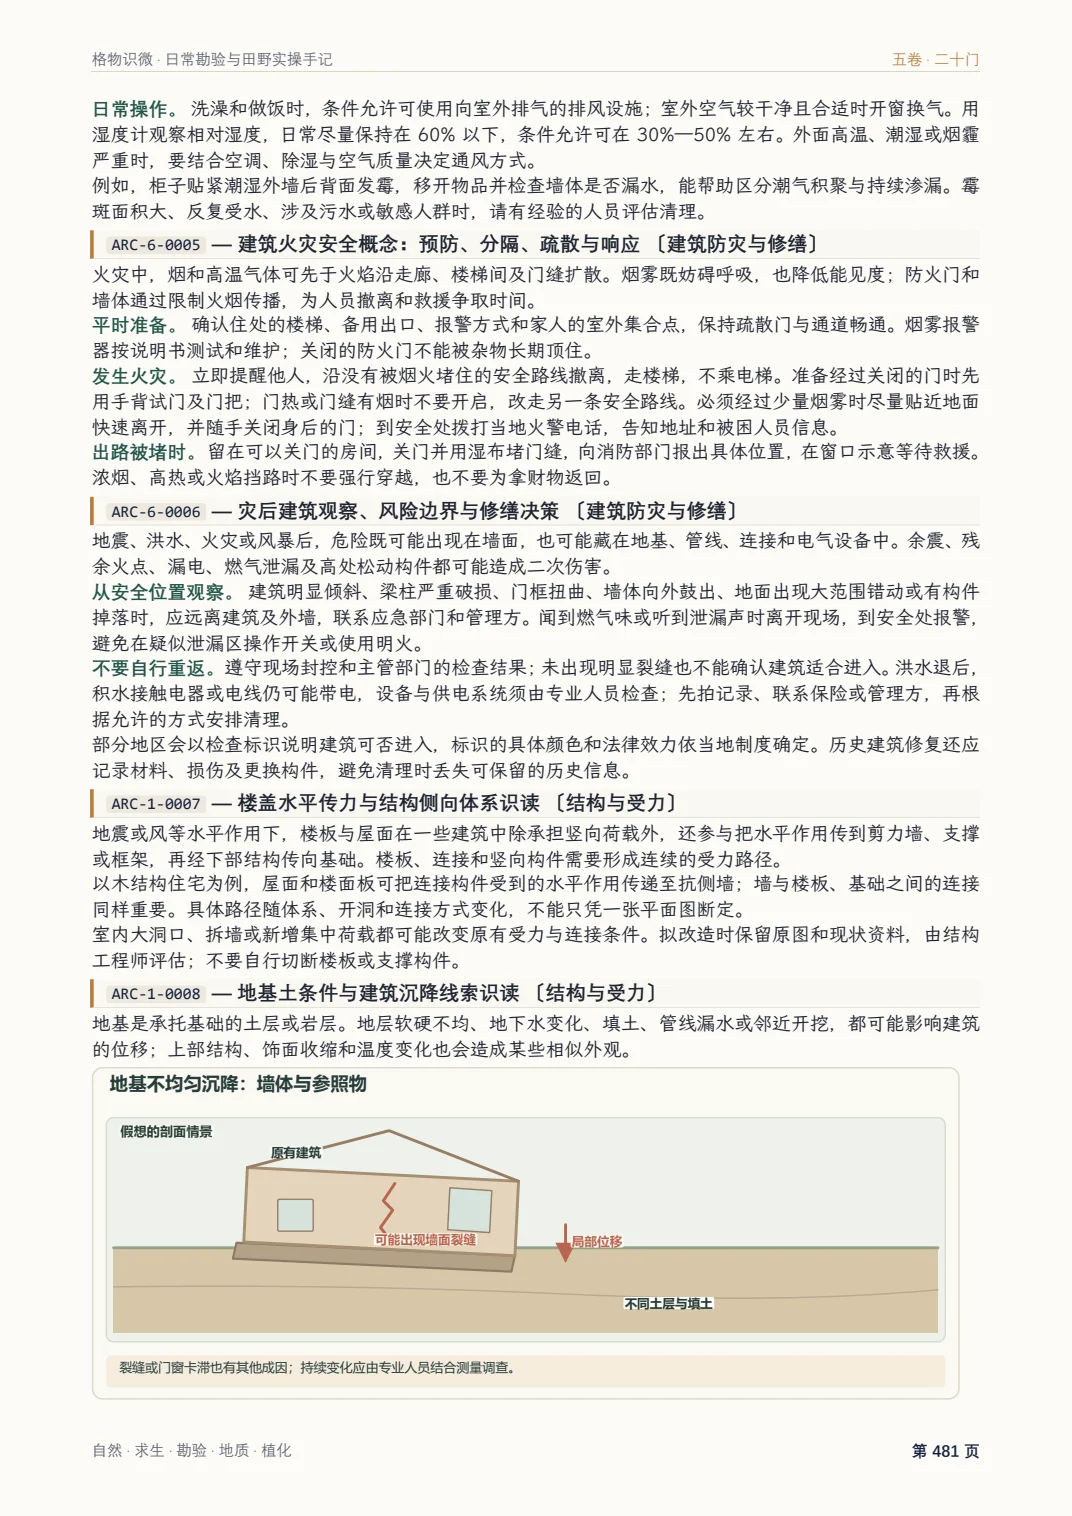 格物识微 · 日常勘验与田野实操手记
五卷 · 二十门
日常操作。 洗澡和做饭时，条件允许可使用向室外排气的排风设施；室外空气较干净且合适时开窗换气。用
湿度计观察相对湿度，日常尽量保持在 60% 以下，条件允许可在 30%—50% 左右。外面高温、潮湿或烟霾
严重时，要结合空调、除湿与空气质量决定通风方式。
例如，柜子贴紧潮湿外墙后背面发霉，移开物品并检查墙体是否漏水，能帮助区分潮气积聚与持续渗漏。霉
斑面积大、反复受水、涉及污水或敏感人群时，请有经验的人员评估清理。
ARC-6-0005 — 建筑火灾安全概念：预防、分隔、疏散与响应 〔建筑防灾与修缮〕
火灾中，烟和高温气体可先于火焰沿走廊、楼梯间及门缝扩散。烟雾既妨碍呼吸，也降低能见度；防火门和
墙体通过限制火烟传播，为人员撤离和救援争取时间。
平时准备。 确认住处的楼梯、备用出口、报警方式和家人的室外集合点，保持疏散门与通道畅通。烟雾报警
器按说明书测试和维护；关闭的防火门不能被杂物长期顶住。
发生火灾。 立即提醒他人，沿没有被烟火堵住的安全路线撤离，走楼梯，不乘电梯。准备经过关闭的门时先
用手背试门及门把；门热或门缝有烟时不要开启，改走另一条安全路线。必须经过少量烟雾时尽量贴近地面
快速离开，并随手关闭身后的门；到安全处拨打当地火警电话，告知地址和被困人员信息。
出路被堵时。 留在可以关门的房间，关门并用湿布堵门缝，向消防部门报出具体位置，在窗口示意等待救援。
浓烟、高热或火焰挡路时不要强行穿越，也不要为拿财物返回。
ARC-6-0006 — 灾后建筑观察、风险边界与修缮决策 〔建筑防灾与修缮〕
地震、洪水、火灾或风暴后，危险既可能出现在墙面，也可能藏在地基、管线、连接和电气设备中。余震、残
余火点、漏电、燃气泄漏及高处松动构件都可能造成二次伤害。
从安全位置观察。 建筑明显倾斜、梁柱严重破损、门框扭曲、墙体向外鼓出、地面出现大范围错动或有构件
掉落时，应远离建筑及外墙，联系应急部门和管理方。闻到燃气味或听到泄漏声时离开现场，到安全处报警，
避免在疑似泄漏区操作开关或使用明火。
不要自行重返。遵守现场封控和主管部门的检查结果；未出现明显裂缝也不能确认建筑适合进入。洪水退后，
积水接触电器或电线仍可能带电，设备与供电系统须由专业人员检查；先拍记录、联系保险或管理方，再根
据允许的方式安排清理。
部分地区会以检查标识说明建筑可否进入，标识的具体颜色和法律效力依当地制度确定。历史建筑修复还应
记录材料、损伤及更换构件，避免清理时丢失可保留的历史信息。
ARC-1-0007 — 楼盖水平传力与结构侧向体系识读 〔结构与受力〕
地震或风等水平作用下，楼板与屋面在一些建筑中除承担竖向荷载外，还参与把水平作用传到剪力墙、支撑
或框架，再经下部结构传向基础。楼板、连接和竖向构件需要形成连续的受力路径。
以木结构住宅为例，屋面和楼面板可把连接构件受到的水平作用传递至抗侧墙；墙与楼板、基础之间的连接
同样重要。具体路径随体系、开洞和连接方式变化，不能只凭一张平面图断定。
室内大洞口、拆墙或新增集中荷载都可能改变原有受力与连接条件。拟改造时保留原图和现状资料，由结构
工程师评估；不要自行切断楼板或支撑构件。
ARC-1-0008 — 地基土条件与建筑沉降线索识读 〔结构与受力〕
地基是承托基础的土层或岩层。地层软硬不均、地下水变化、填土、管线漏水或邻近开挖，都可能影响建筑
的位移；上部结构、饰面收缩和温度变化也会造成某些相似外观。
地基不均匀沉降：墙体与参照物
假想的剖面情景
原有建筑
可能出现墙面裂缝
局部位移
不同土层与填土
裂缝或门窗卡滞也有其他成因；持续变化应由专业人员结合测量调查。
自然 · 求生 · 勘验 · 地质 · 植化
第 481 页